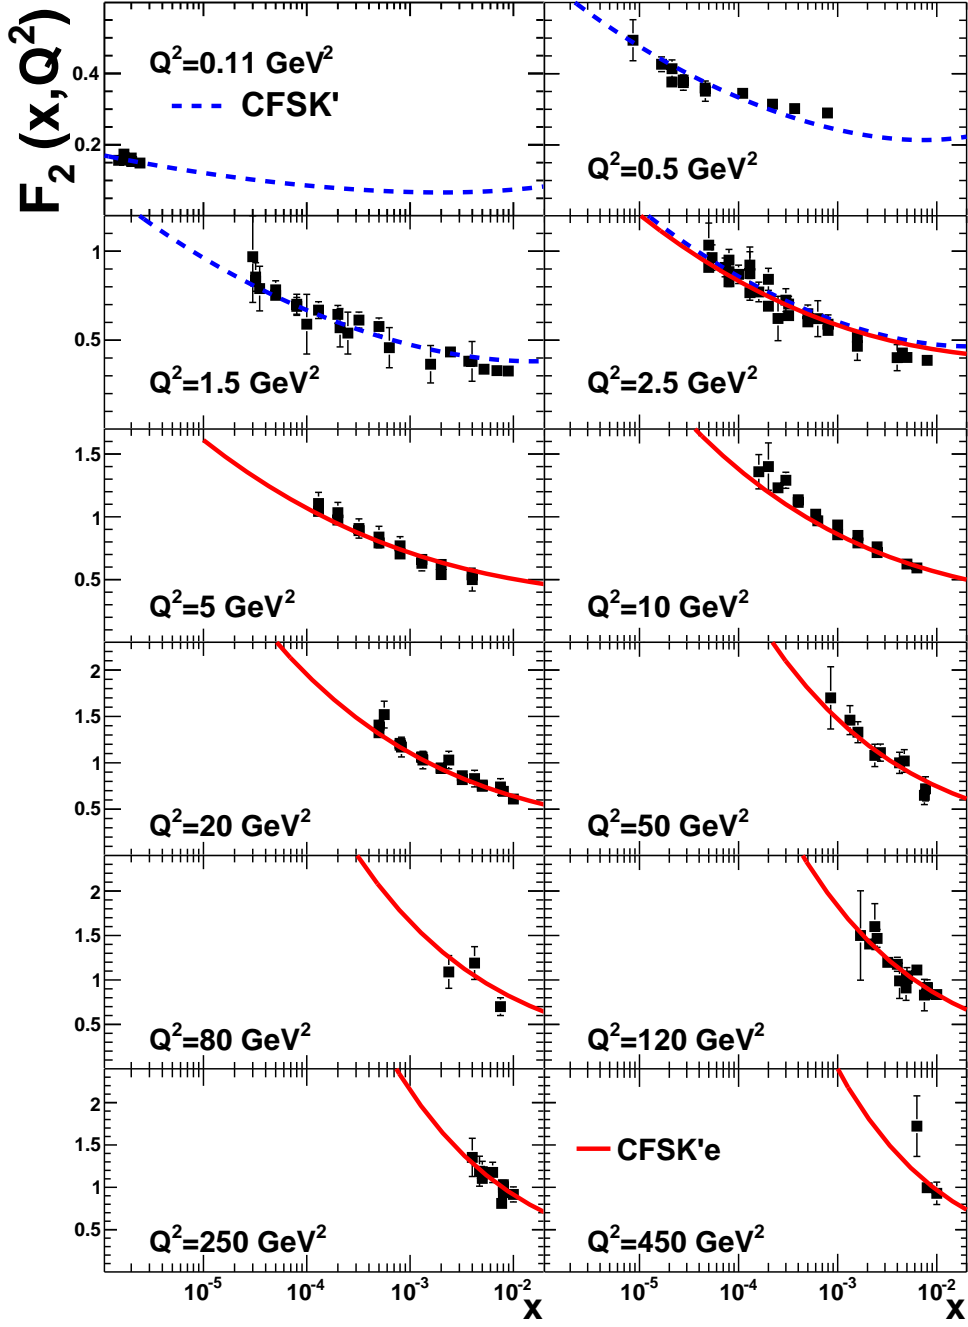 F₂ (x,Q²)
Q²=0.11 GeV²
CFSK'
0.4
0.2
Q²=0.5 GeV²
1
0.5
Q²=1.5 GeV²
Q²=2.5 GeV²
1.5
1
0.5
Q²=5 GeV²
Q²=10 GeV²
2
1.5
1
0.5
Q²=20 GeV²
Q²=50 GeV²
2
1.5
1
0.5
Q²=80 GeV²
Q²=120 GeV²
2
1.5
1
0.5
Q²=250 GeV²
CFSK'e
Q²=450 GeV²
10⁻⁵ 10⁻⁴ 10⁻³ 10⁻² 10⁻⁵ 10⁻⁴ 10⁻³ 10⁻²
x x